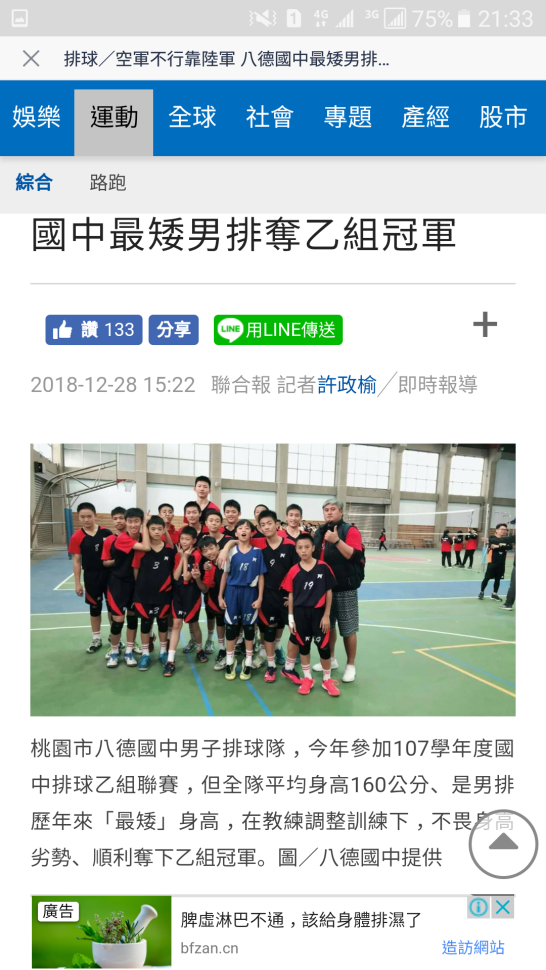 1 4G 3G 75% 21:33
排球／空軍不行靠陸軍 八德國中最矮男排…
娛樂 運動 全球 社會 專題 產經 股市
綜合 路跑
國中最矮男排奪乙組冠軍
讚 133 分享 LINE 用LINE傳送
2018-12-28 15:22 聯合報 記者許政榆╱即時報導
8 3 18 9 19
桃園市八德國中男子排球隊，今年參加107學年度國
中排球乙組聯賽，但全隊平均身高160公分、是男排
歷年來「最矮」身高，在教練調整訓練下，不畏身高
劣勢、順利奪下乙組冠軍。圖／八德國中提供
廣告
脾虛淋巴不通，該給身體排濕了
bfzan.cn 造訪網站